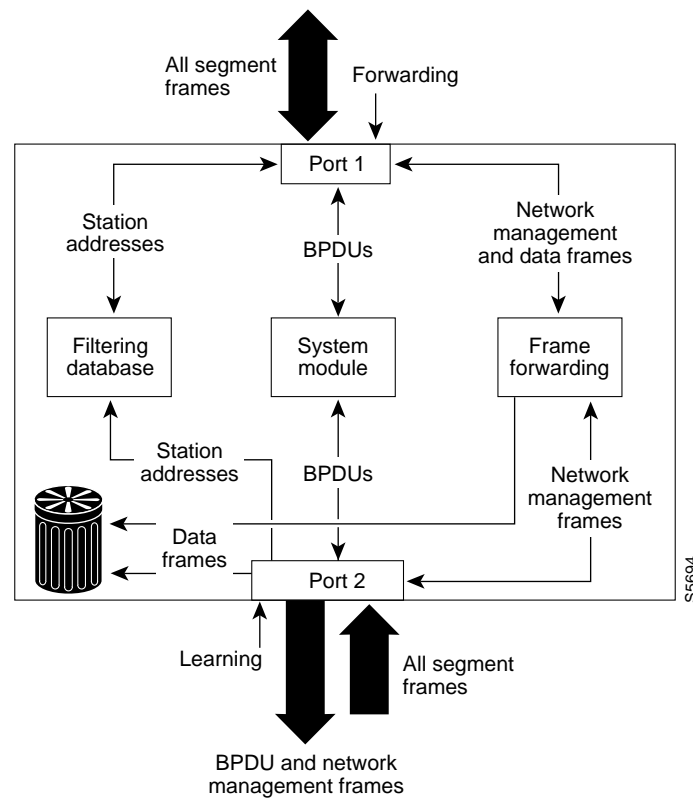 All segment
frames
Forwarding
Port 1
Station
addresses
BPDUs
Network
management
and data frames
Filtering
database
System
module
Frame
forwarding
Station
addresses
BPDUs
Network
management
frames
Data
frames
Port 2
S5694
Learning
All segment
frames
BPDU and network
management frames